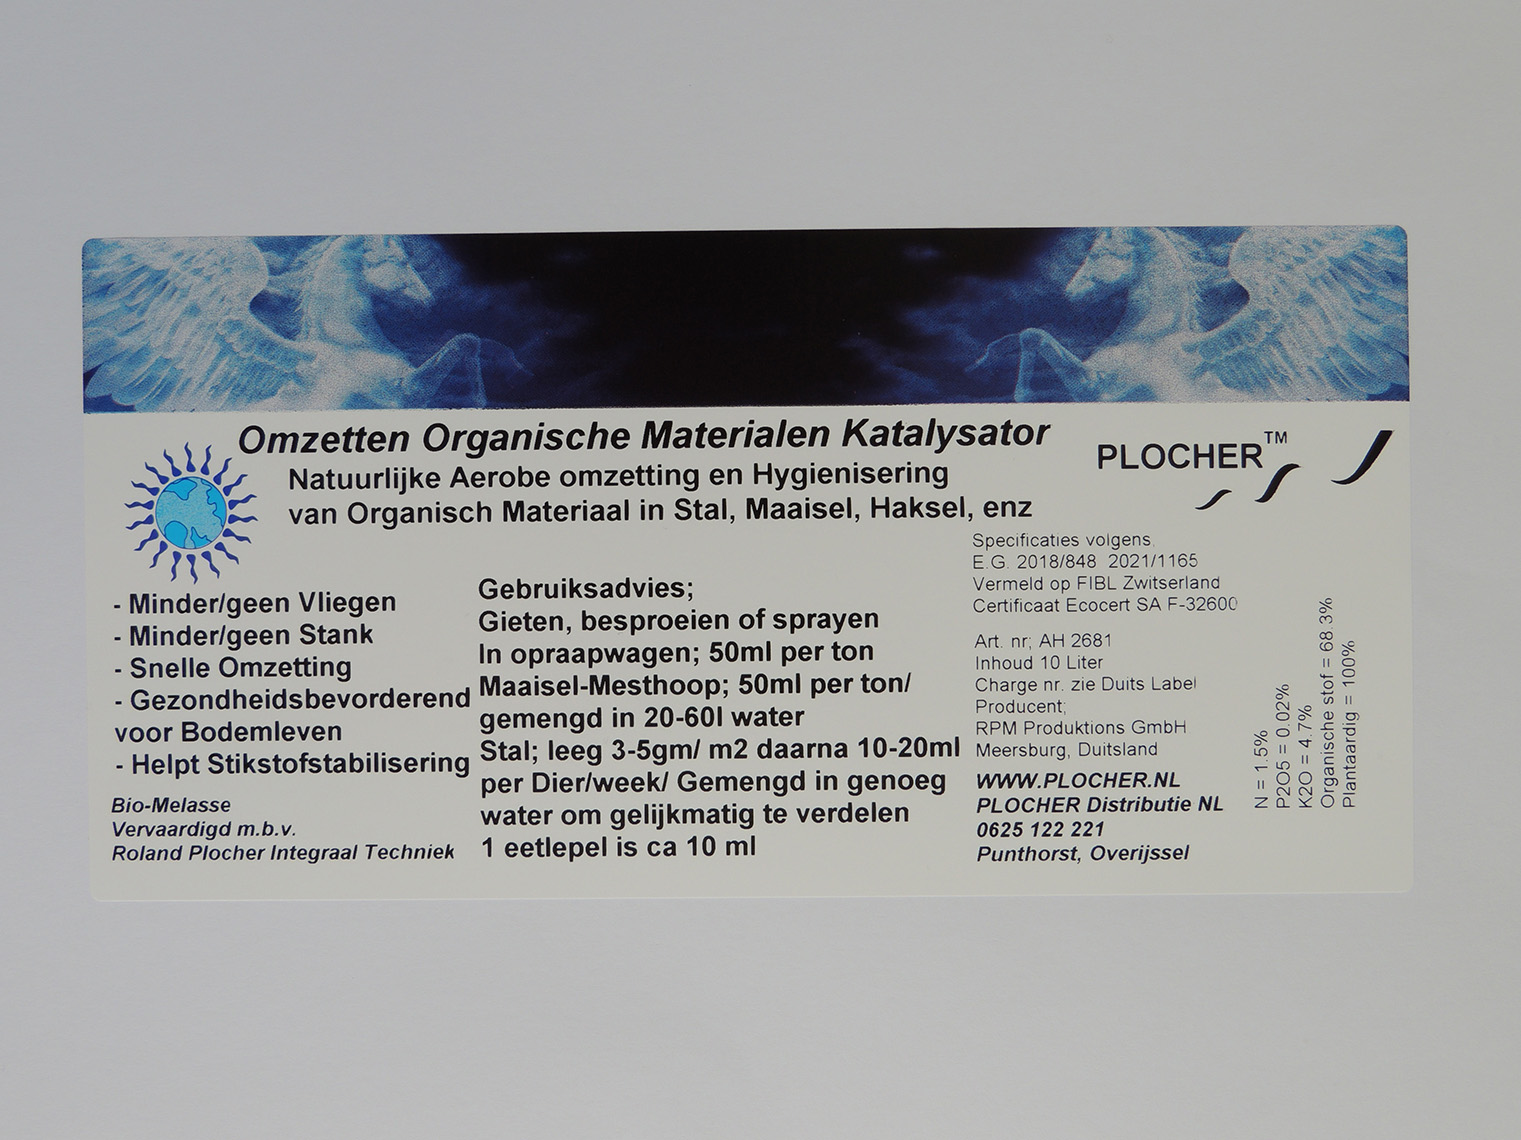 Omzetten Organische Materialen Katalysator
Natuurlijke Aerobe omzetting en Hygienisering
van Organisch Materiaal in Stal, Maaisel, Haksel, enz
PLOCHER™
- Minder/geen Vliegen
- Minder/geen Stank
- Snelle Omzetting
- Gezondheidsbevorderend
voor Bodemleven
- Helpt Stikstofstabilisering
Bio-Melasse
Vervaardigd m.b.v.
Roland Plocher Integraal Techniek
Gebruiksadvies;
Gieten, besproeien of sprayen
In opraapwagen; 50ml per ton
Maaisel-Mesthoop; 50ml per ton/
gemengd in 20-60l water
Stal; leeg 3-5gm/ m2 daarna 10-20ml
per Dier/week/ Gemengd in genoeg
water om gelijkmatig te verdelen
1 eetlepel is ca 10 ml
Specificaties volgens,
E.G. 2018/848 2021/1165
Vermeld op FIBL Zwitserland
Certificaat Ecocert SA F-32600
Art. nr; AH 2681
Inhoud 10 Liter
Charge nr. zie Duits Label
Producent;
RPM Produktions GmbH
Meersburg, Duitsland
WWW.PLOCHER.NL
PLOCHER Distributie NL
0625 122 221
Punthorst, Overijssel
N = 1.5%
P2O5 = 0.02%
K2O = 4.7%
Organische stof = 68.3%
Plantaardig = 100%